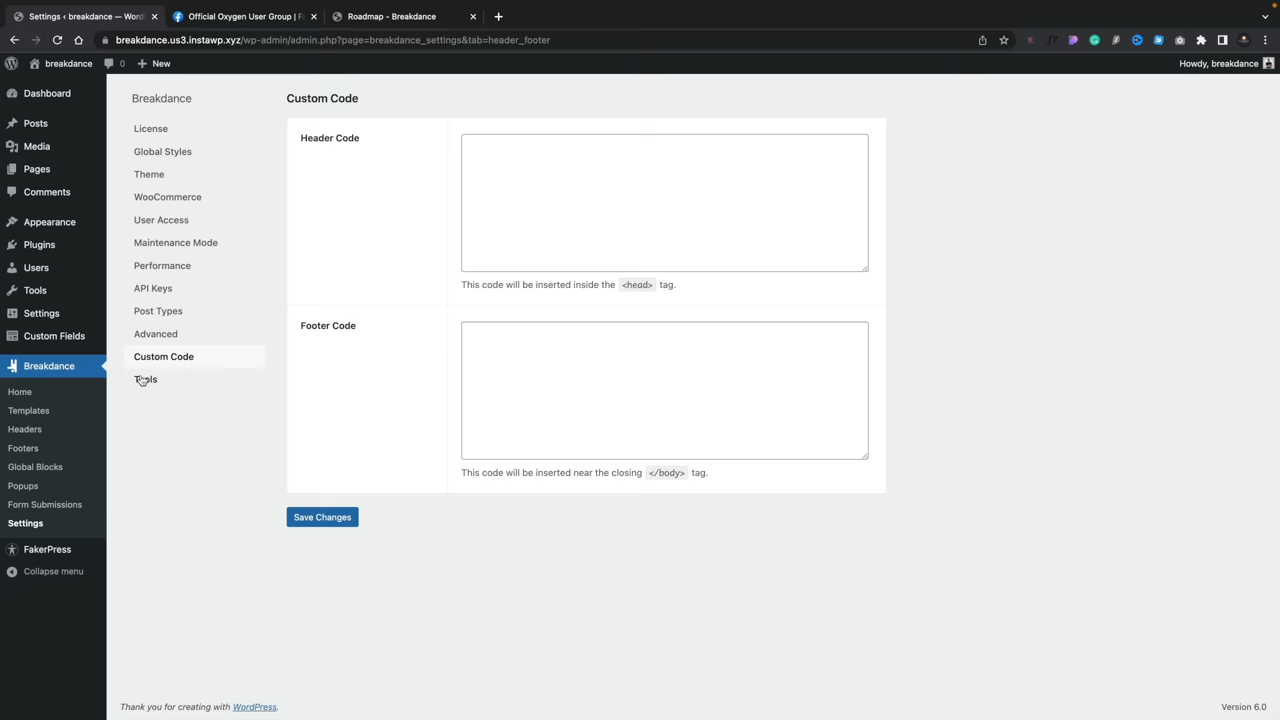 Settings ‹ breakdance — Word
Official Oxygen User Group | F
Roadmap - Breakdance
breakdance.us3.instawp.xyz/wp-admin/admin.php?page=breakdance_settings&tab=header_footer
breakdance
0
New
Howdy, breakdance
Dashboard
Posts
Media
Pages
Comments
Appearance
Plugins
Users
Tools
Settings
Custom Fields
Breakdance
Home
Templates
Headers
Footers
Global Blocks
Popups
Form Submissions
Settings
FakerPress
Collapse menu
Breakdance
License
Global Styles
Theme
WooCommerce
User Access
Maintenance Mode
Performance
API Keys
Post Types
Advanced
Custom Code
Tools
Custom Code
Header Code
This code will be inserted inside the <head> tag.
Footer Code
This code will be inserted near the closing </body> tag.
Save Changes
Thank you for creating with WordPress.
Version 6.0